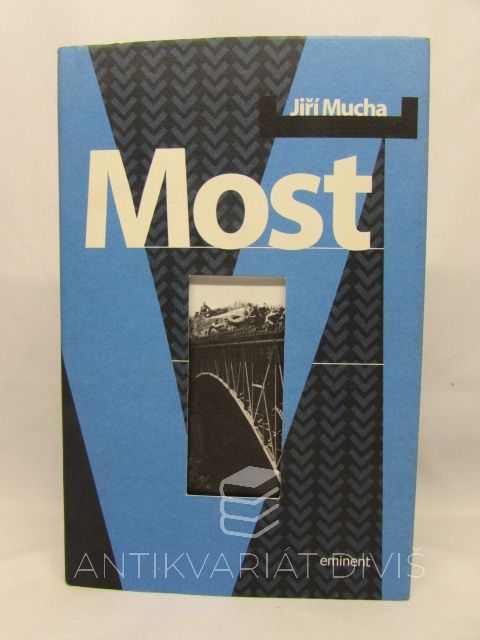 Jiří Mucha
Most
ANTIKVARIÁT DIVIŠ
eminent